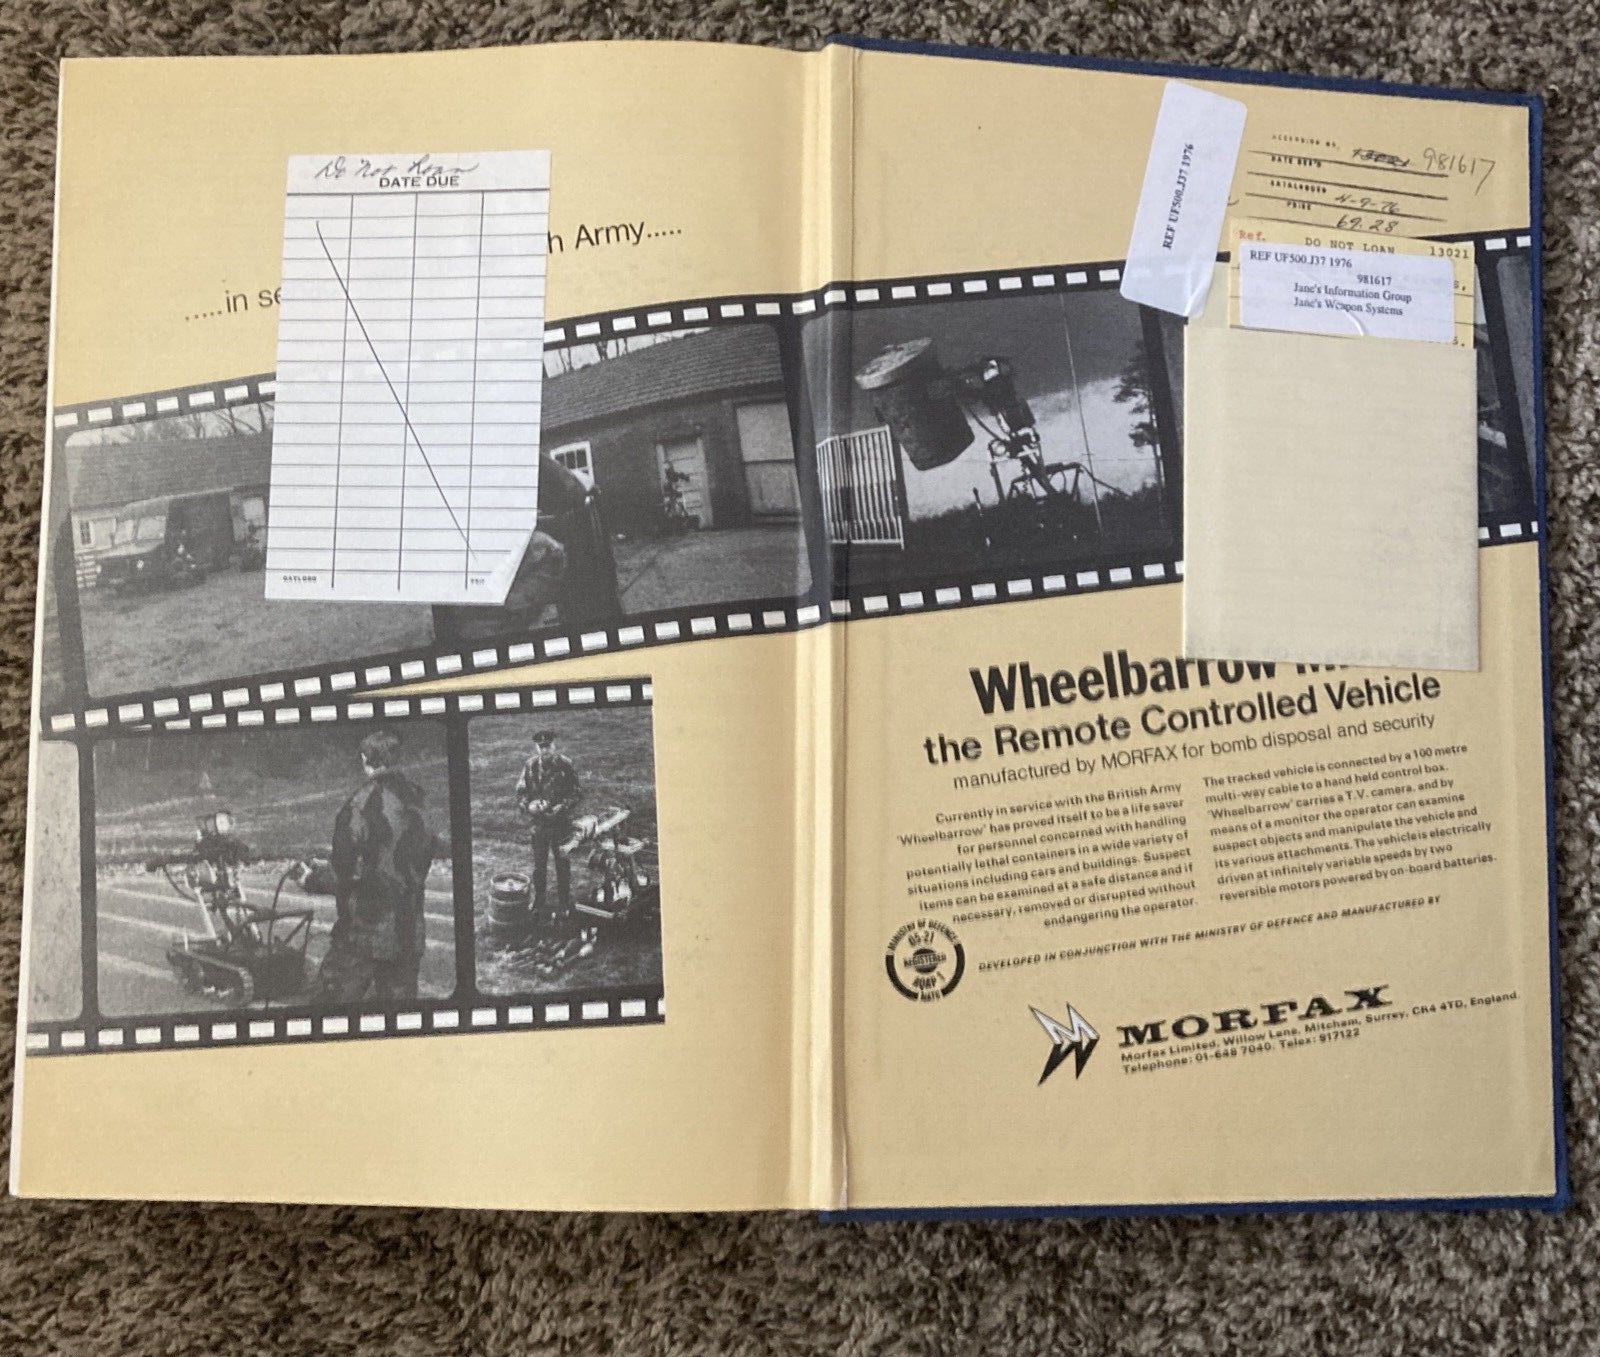 Do Not Loan
DATE DUE
.....in se
h Army.....
GAYLORD
REF UF500.J37 1976
ACCESSION NO. 13021 981617
DATE REC'D
CATALOGUED 4-9-76
PRICE 69.28
Ref. DO NOT LOAN 13021
REF UF500.J37 1976
981617
Jane's Information Group
Jane's Weapon Systems
Wheelbarrow
the Remote Controlled Vehicle
manufactured by MORFAX for bomb disposal and security
Currently in service with the British Army
'Wheelbarrow' has proved itself to be a life saver
for personnel concerned with handling
potentially lethal containers in a wide variety of
situations including cars and buildings. Suspect
items can be examined at a safe distance and if
necessary, removed or disrupted without
endangering the operator.
The tracked vehicle is connected by a 100 metre
multi-way cable to a hand held control box.
'Wheelbarrow' carries a T.V. camera, and by
means of a monitor the operator can examine
suspect objects and manipulate the vehicle and
its various attachments. The vehicle is electrically
driven at infinitely variable speeds by two
reversible motors powered by on-board batteries.
MINISTRY OF DEFENCE
05-21
REGISTERED
AQAP 1
NATO
DEVELOPED IN CONJUNCTION WITH THE MINISTRY OF DEFENCE AND MANUFACTURED BY
MORFAX
Morfax Limited, Willow Lane, Mitcham, Surrey, CR4 4TD, England.
Telephone: 01-648 7040. Telex: 917122